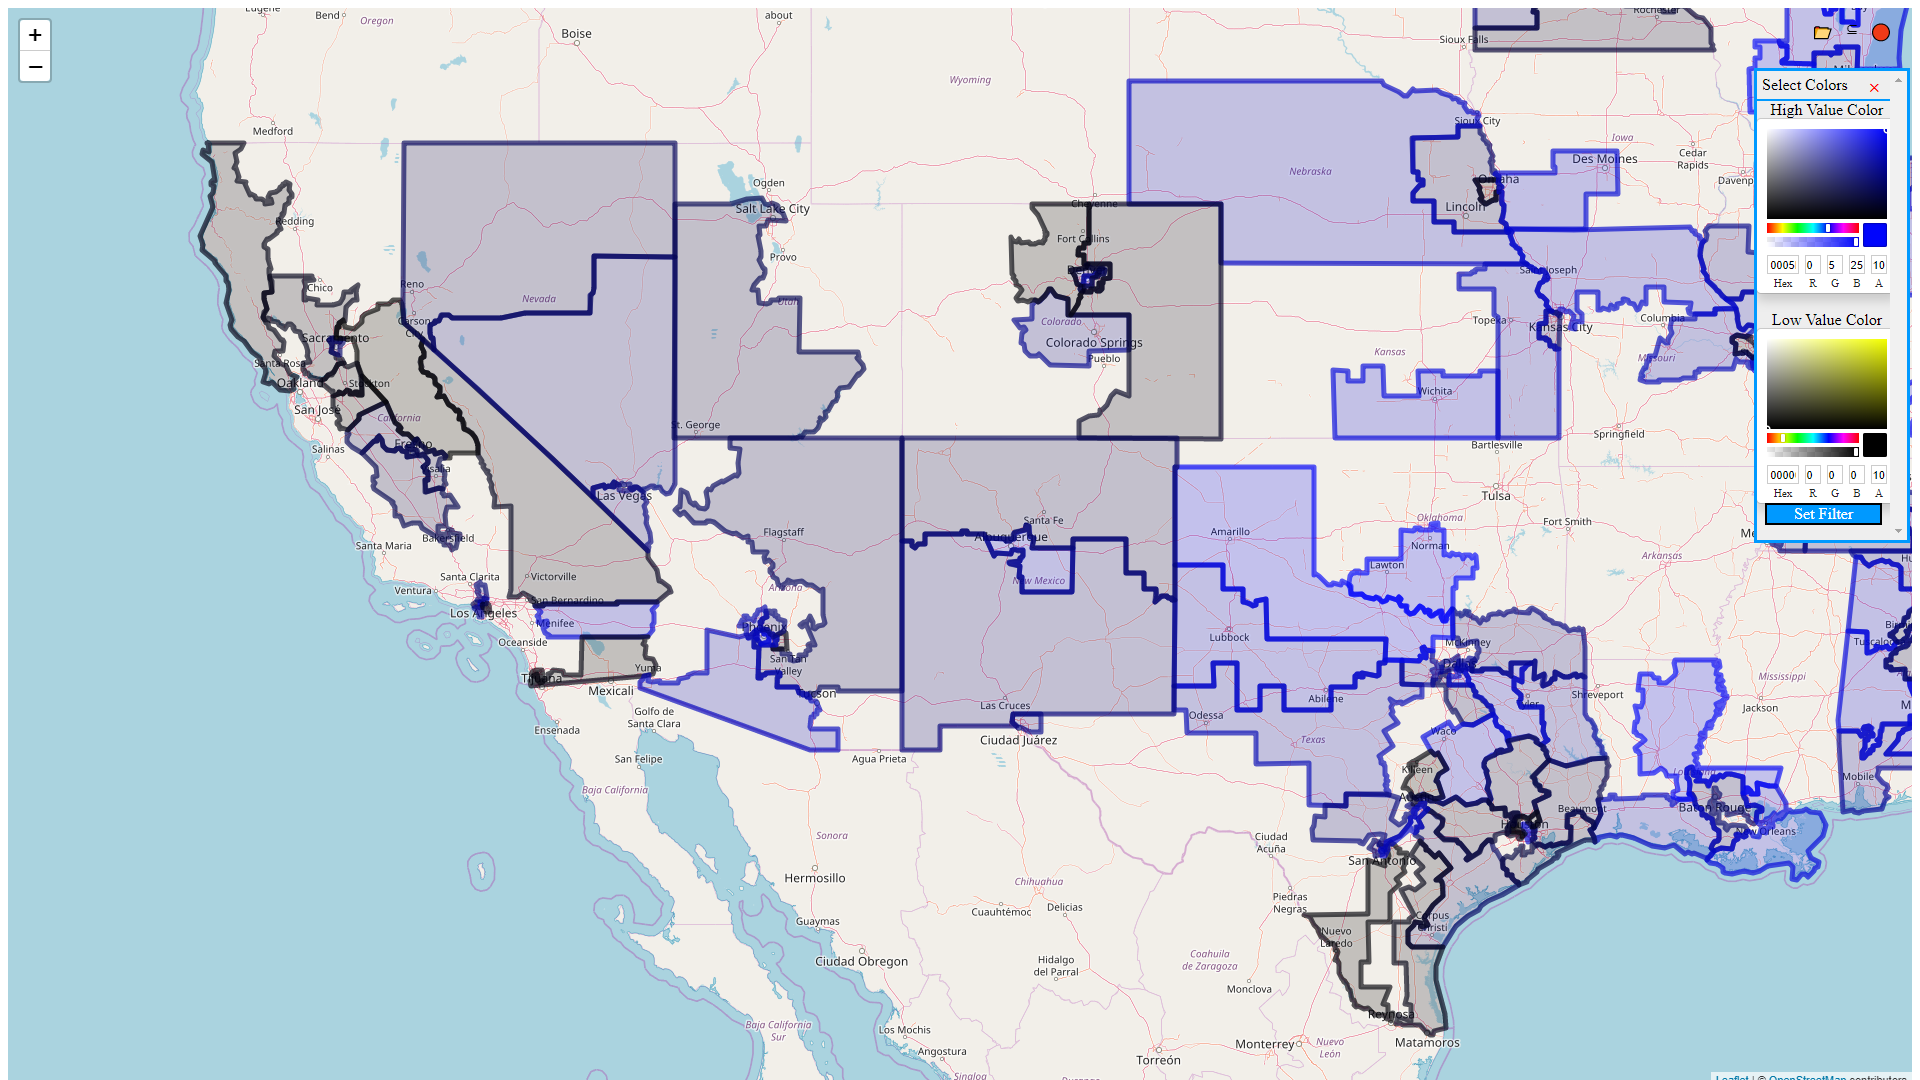 +
−
Bend
Oregon
about
Boise
Rochester
Sioux Falls
Wyoming
Medford
Sioux City
Iowa
Des Moines
Cedar
Rapids
Nebraska
Omaha
Lincoln
Ogden
Salt Lake City
Cheyenne
Redding
Fort Collins
Provo
Reno
Chico
Nevada
Utah
Saint Joseph
Carson
City
Colorado
Topeka
Kansas City
Columbia
Sacramento
Colorado Springs
Kansas
Missouri
Pueblo
Santa Rosa
Oakland
Stockton
San José
California
Wichita
St. George
Springfield
Fresno
Salinas
Bartlesville
Las Vegas
Tulsa
Santa Fe
Oklahoma
Fort Smith
Flagstaff
Amarillo
Albuquerque
Bakersfield
Norman
Santa Maria
Arkansas
Lawton
Santa Clarita
Victorville
New Mexico
Arizona
Ventura
San Bernardino
Los Angeles
Menifee
Phoenix
Lubbock
Oceanside
McKinney
San Tan
Valley
Dallas
Yuma
Tijuana
Mexicali
Tucson
Mississippi
Shreveport
Abilene
Las Cruces
Jackson
Golfo de
Santa Clara
Odessa
Ensenada
Waco
Ciudad Juárez
Texas
San Felipe
Agua Prieta
Killeen
Mobile
Baja California
Beaumont
Baton Rouge
Houston
New Orleans
Sonora
Ciudad
Acuña
San Antonio
Hermosillo
Chihuahua
Piedras
Negras
Cuauhtémoc
Delicias
Corpus
Christi
Guaymas
Nuevo
Laredo
Ciudad Obregon
Hidalgo
del Parral
Coahuila
de Zaragoza
Monclova
Reynosa
Baja California
Sur
Los Mochis
Matamoros
Monterrey
Nuevo
León
Angostura
Torreón
Sinaloa
Select Colors
×
High Value Color
0005 0 5 25 10
Hex R G B A
Low Value Color
0000 0 0 0 10
Hex R G B A
Set Filter
Leaflet | © OpenStreetMap contributors